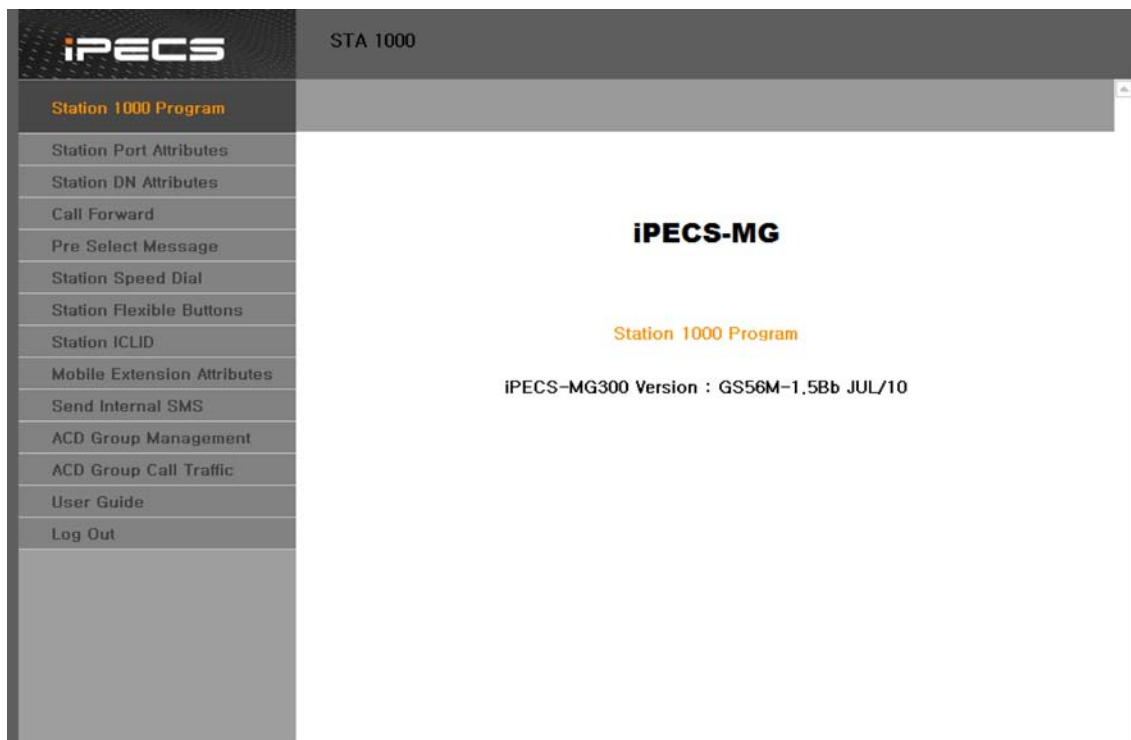 iPECS
STA 1000
Station 1000 Program
Station Port Attributes
Station DN Attributes
Call Forward
Pre Select Message
Station Speed Dial
Station Flexible Buttons
Station ICLID
Mobile Extension Attributes
Send Internal SMS
ACD Group Management
ACD Group Call Traffic
User Guide
Log Out
iPECS-MG
Station 1000 Program
iPECS-MG300 Version : GS56M-1.5Bb JUL/10